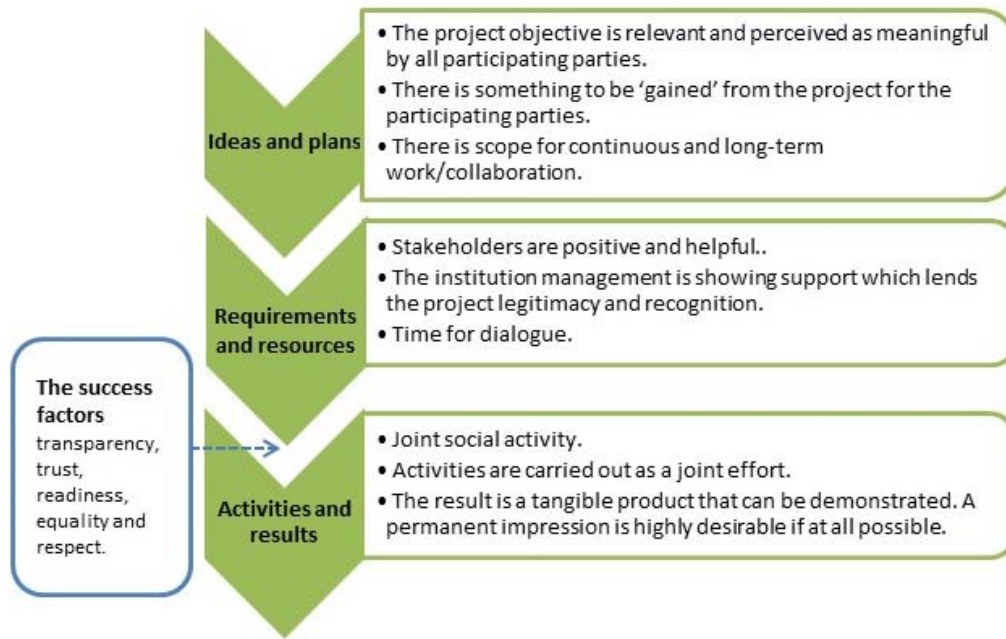 • The project objective is relevant and perceived as meaningful
by all participating parties.
• There is something to be ‘gained’ from the project for the
participating parties.
• There is scope for continuous and long-term
work/collaboration.
Ideas and plans
• Stakeholders are positive and helpful..
• The institution management is showing support which lends
the project legitimacy and recognition.
• Time for dialogue.
Requirements
and resources
The success
factors
transparency,
trust,
readiness,
equality and
respect.
• Joint social activity.
• Activities are carried out as a joint effort.
• The result is a tangible product that can be demonstrated. A
permanent impression is highly desirable if at all possible.
Activities and
results